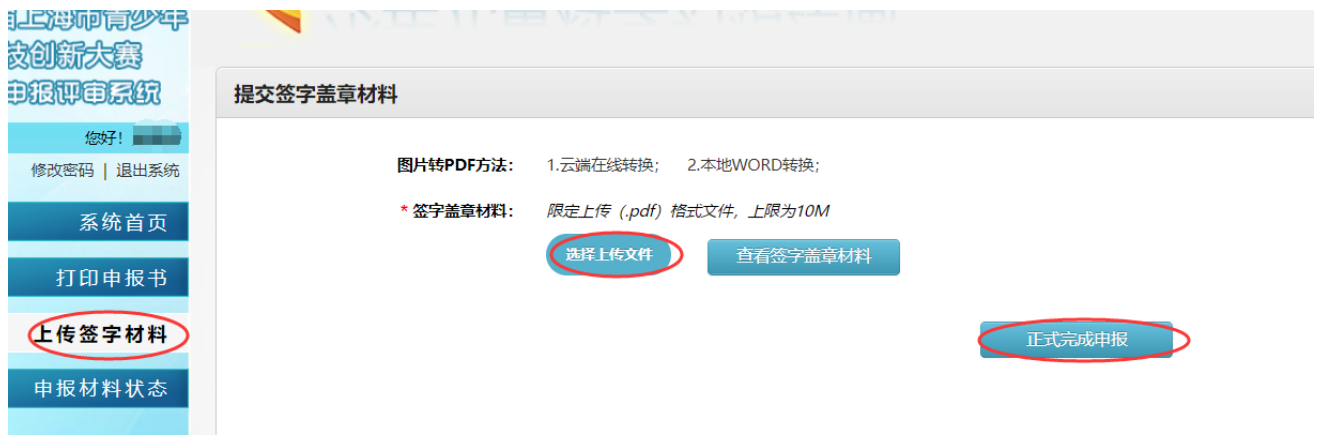 上海市青少年
技创新大赛
申报评审系统
您好！
修改密码 | 退出系统
系统首页
打印申报书
上传签字材料
申报材料状态
提交签字盖章材料
图片转PDF方法： 1.云端在线转换； 2.本地WORD转换；
* 签字盖章材料： 限定上传（.pdf）格式文件，上限为10M
选择上传文件 查看签字盖章材料
正式完成申报